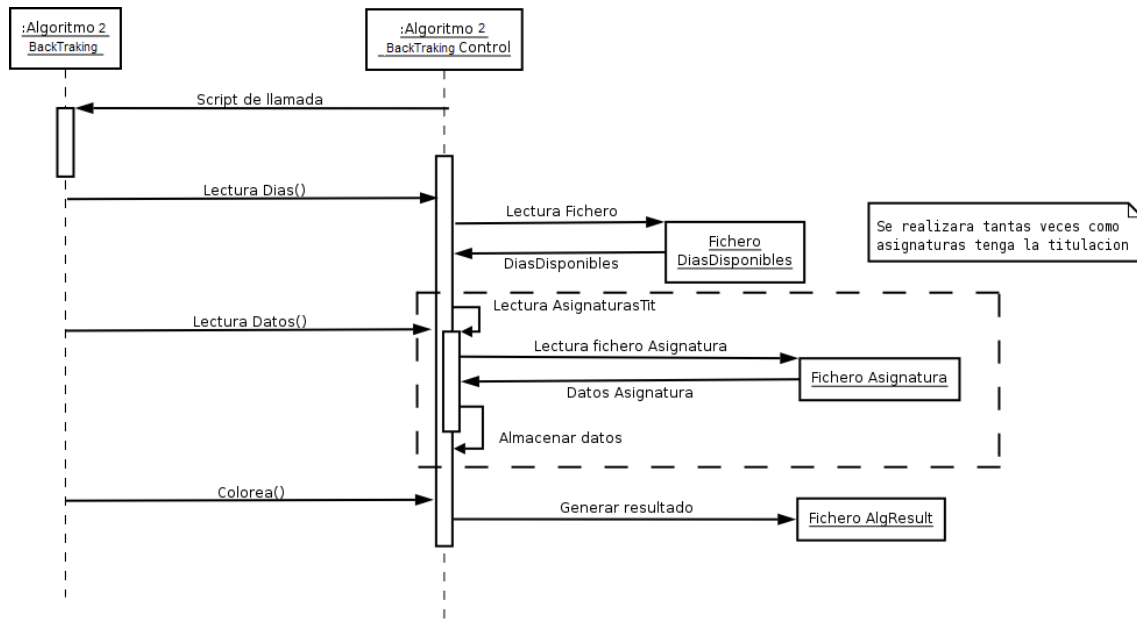 :Algoritmo 2
BackTraking
:Algoritmo 2
_BackTraking Control
Script de llamada
Lectura Dias()
Lectura Fichero
Fichero
DiasDisponibles
DiasDisponibles
Se realizara tantas veces como
asignaturas tenga la titulacion
Lectura AsignaturasTit
Lectura Datos()
Lectura fichero Asignatura
Fichero Asignatura
Datos Asignatura
Almacenar datos
Colorea()
Generar resultado
Fichero AlgResult